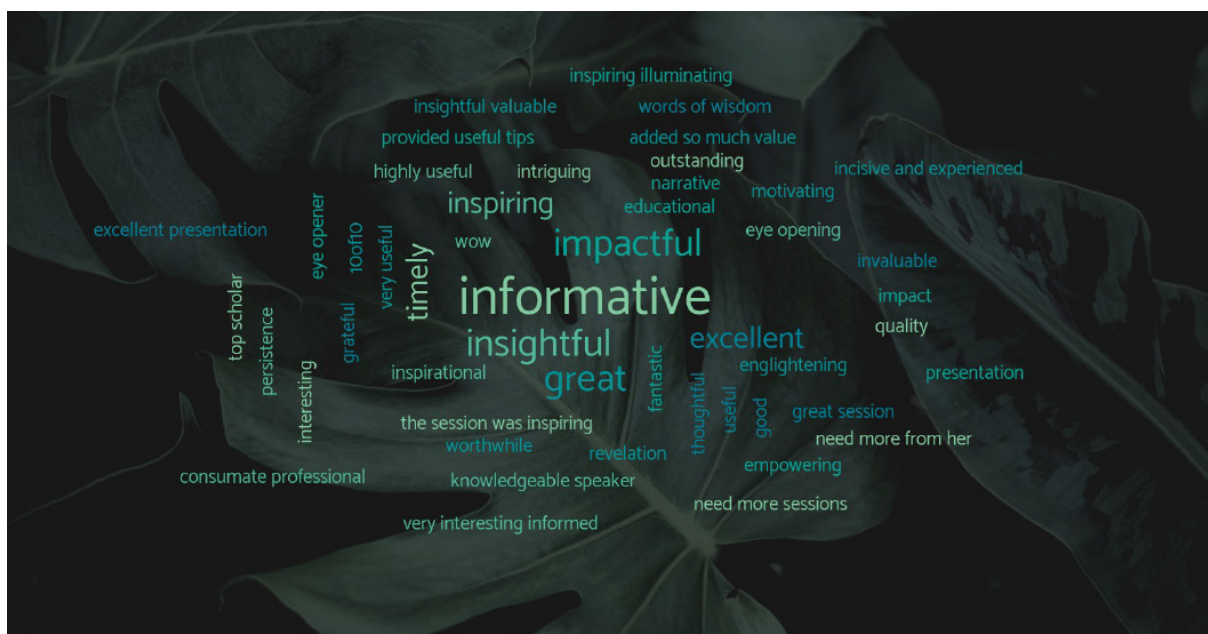 inspiring illuminating
insightful valuable
words of wisdom
provided useful tips
added so much value
outstanding
highly useful
intriguing
incisive and experienced
narrative
motivating
inspiring
educational
excellent presentation
eye opener
10of10
very useful
timely
wow
impactful
eye opening
invaluable
informative
impact
top scholar
persistence
grateful
quality
insightful
excellent
interesting
inspirational
great
fantastic
englightening
presentation
thoughtful
useful
good
great session
the session was inspiring
need more from her
worthwhile
revelation
empowering
consumate professional
knowledgeable speaker
need more sessions
very interesting informed